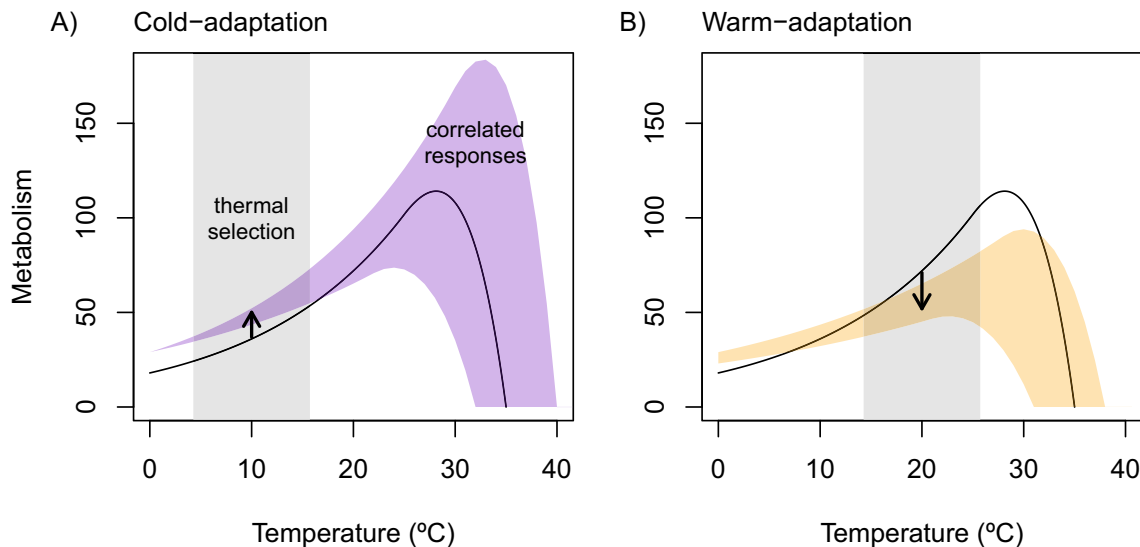 A) Cold−adaptation
B) Warm−adaptation
Metabolism
150
100
50
0
correlated
responses
thermal
selection
0 10 20 30 40
Temperature (ºC)
150
100
50
0
0 10 20 30 40
Temperature (ºC)